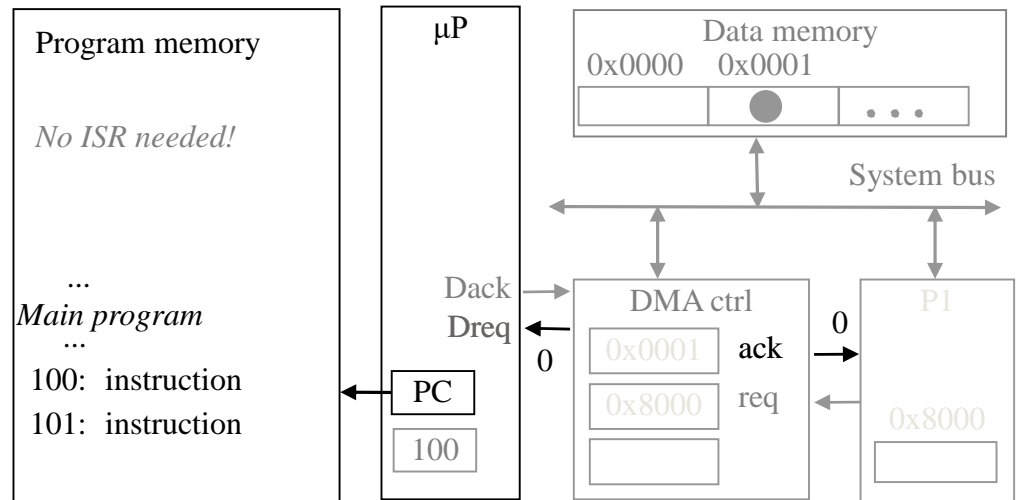 Program memory
No ISR needed!
...
Main program
...
100: instruction
101: instruction
μP
Dack
Dreq
0
PC
100
Data memory
0x0000 0x0001
...
System bus
DMA ctrl
0x0001
ack
0
0x8000
req
P1
0x8000